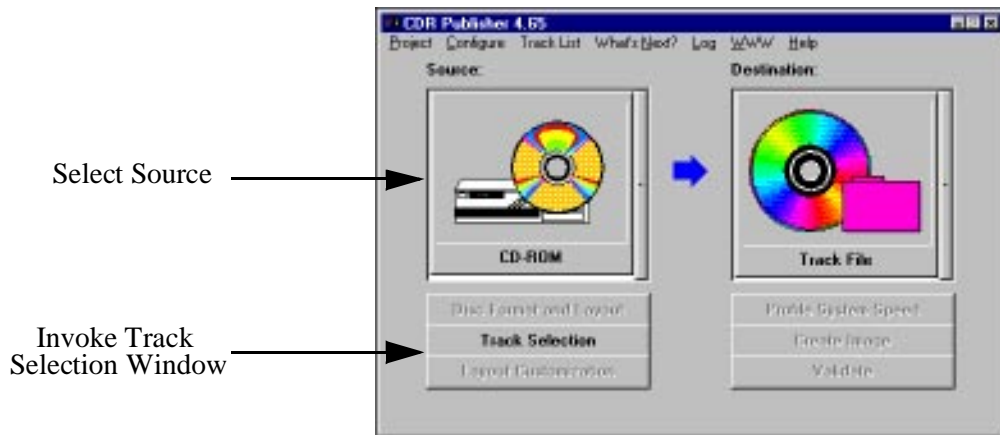 CDR Publisher 4.65
Project Configure Track List What's Next? Log WWW Help
Source:
Destination:
Select Source
CD-ROM
Track File
Disc Format and Layout
Profile System Speed
Invoke Track
Selection Window
Track Selection
Create Image
Layout Customization
Validate